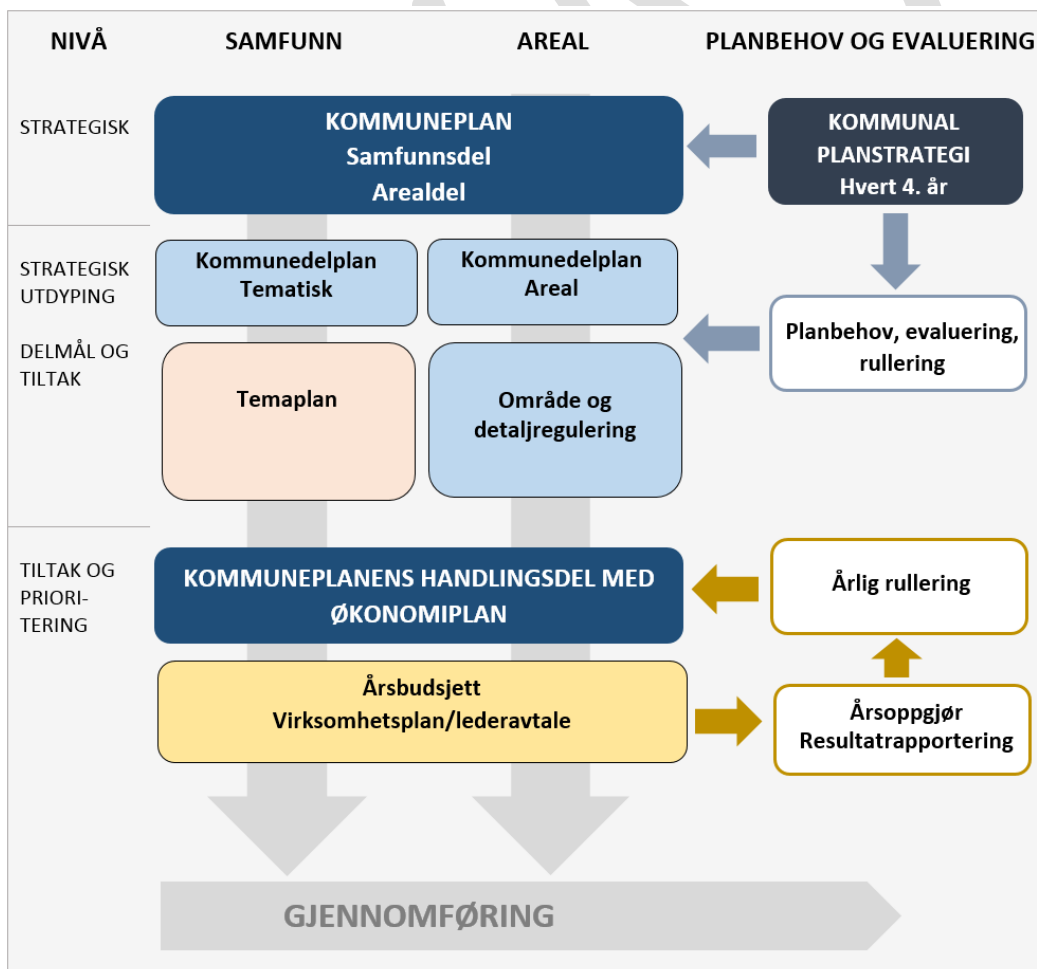 NIVÅ
SAMFUNN
AREAL
PLANBEHOV OG EVALUERING
STRATEGISK
KOMMUNEPLAN
Samfunnsdel
Arealdel
KOMMUNAL
PLANSTRATEGI
Hvert 4. år
STRATEGISK
UTDYPING
Kommunedelplan
Tematisk
Kommunedelplan
Areal
Planbehov, evaluering,
rullering
DELMÅL OG
TILTAK
Temaplan
Område og
detaljregulering
TILTAK OG
PRIORI-
TERING
KOMMUNEPLANENS HANDLINGSDEL MED
ØKONOMIPLAN
Årlig rullering
Årsbudsjett
Virksomhetsplan/lederavtale
Årsoppgjør
Resultatrapportering
GJENNOMFØRING